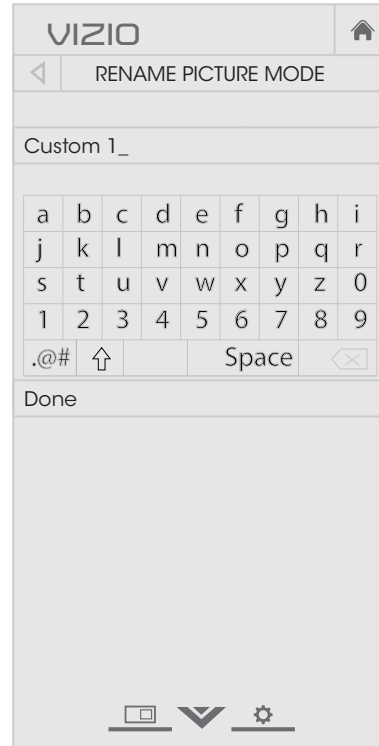 VIZIO
RENAME PICTURE MODE
Custom 1_
a b c d e f g h i
j k l m n o p q r
s t u v w x y z 0
1 2 3 4 5 6 7 8 9
.@# Space
Done